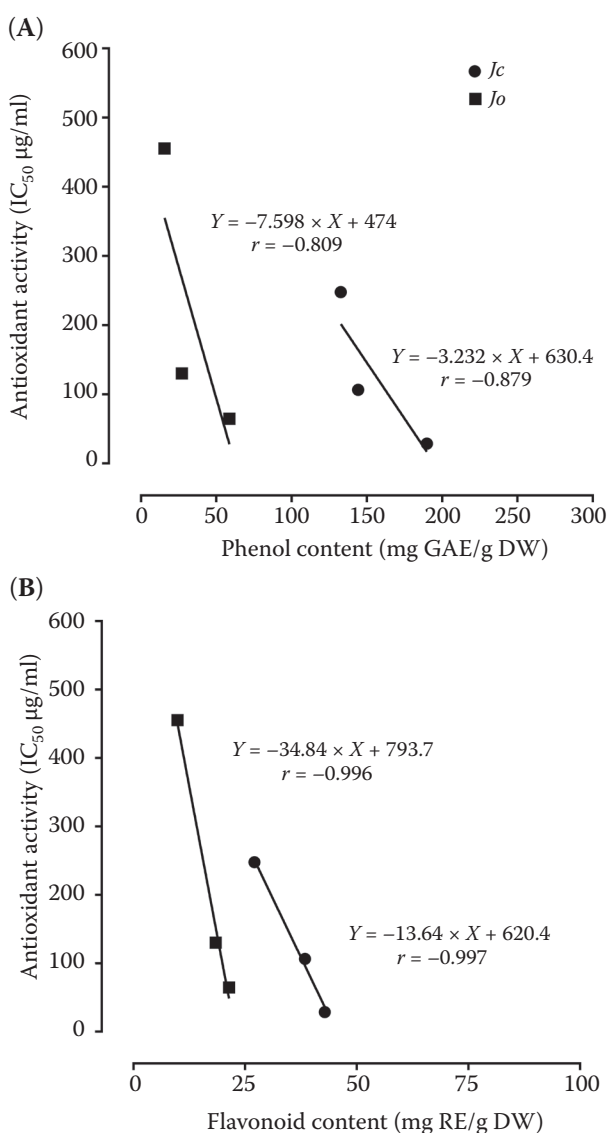 (A)
600
500
400
300
200
100
0
Antioxidant activity (IC₅₀ µg/ml)
Jc
Jo
Y = −7.598 × X + 474
r = −0.809
Y = −3.232 × X + 630.4
r = −0.879
0 50 100 150 200 250 300
Phenol content (mg GAE/g DW)
(B)
600
500
400
300
200
100
0
Antioxidant activity (IC₅₀ µg/ml)
Y = −34.84 × X + 793.7
r = −0.996
Y = −13.64 × X + 620.4
r = −0.997
0 25 50 75 100
Flavonoid content (mg RE/g DW)